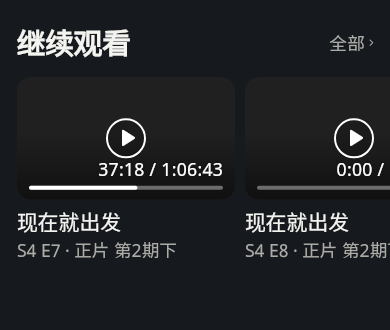 继续观看
全部 ›
37:18 / 1:06:43
0:00 /
现在就出发
现在就出发
S4 E7 · 正片 第2期下
S4 E8 · 正片 第2期